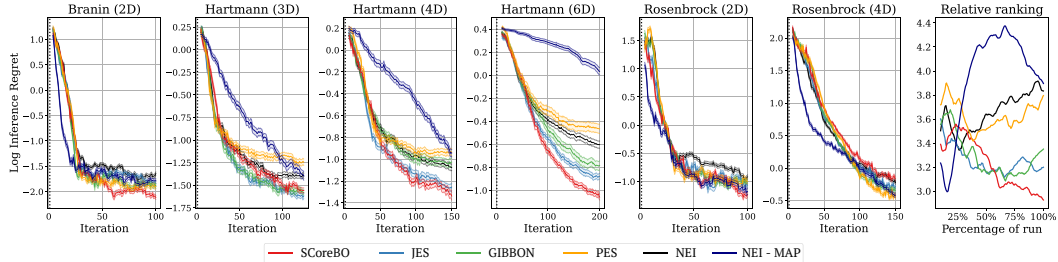 Branin (2D)
Hartmann (3D)
Hartmann (4D)
Hartmann (6D)
Rosenbrock (2D)
Rosenbrock (4D)
Relative ranking
Log Inference Regret
1.0
0.5
0.0
−0.5
−1.0
−1.5
−2.0
0 50 100
Iteration
0.25
0.00
−0.25
−0.50
−0.75
−1.00
−1.25
−1.50
−1.75
0 50 100
Iteration
0.2
0.0
−0.2
−0.4
−0.6
−0.8
−1.0
−1.2
−1.4
0 50 100 150
Iteration
0.4
0.2
0.0
−0.2
−0.4
−0.6
−0.8
−1.0
0 100 200
Iteration
1.5
1.0
0.5
0.0
−0.5
−1.0
−1.5
0 50 100
Iteration
2.0
1.5
1.0
0.5
0.0
−0.5
0 50 100 150
Iteration
4.4
4.2
4.0
3.8
3.6
3.4
3.2
3.0
25% 50% 75% 100%
Percentage of run
SCoreBO JES GIBBON PES NEI NEI - MAP